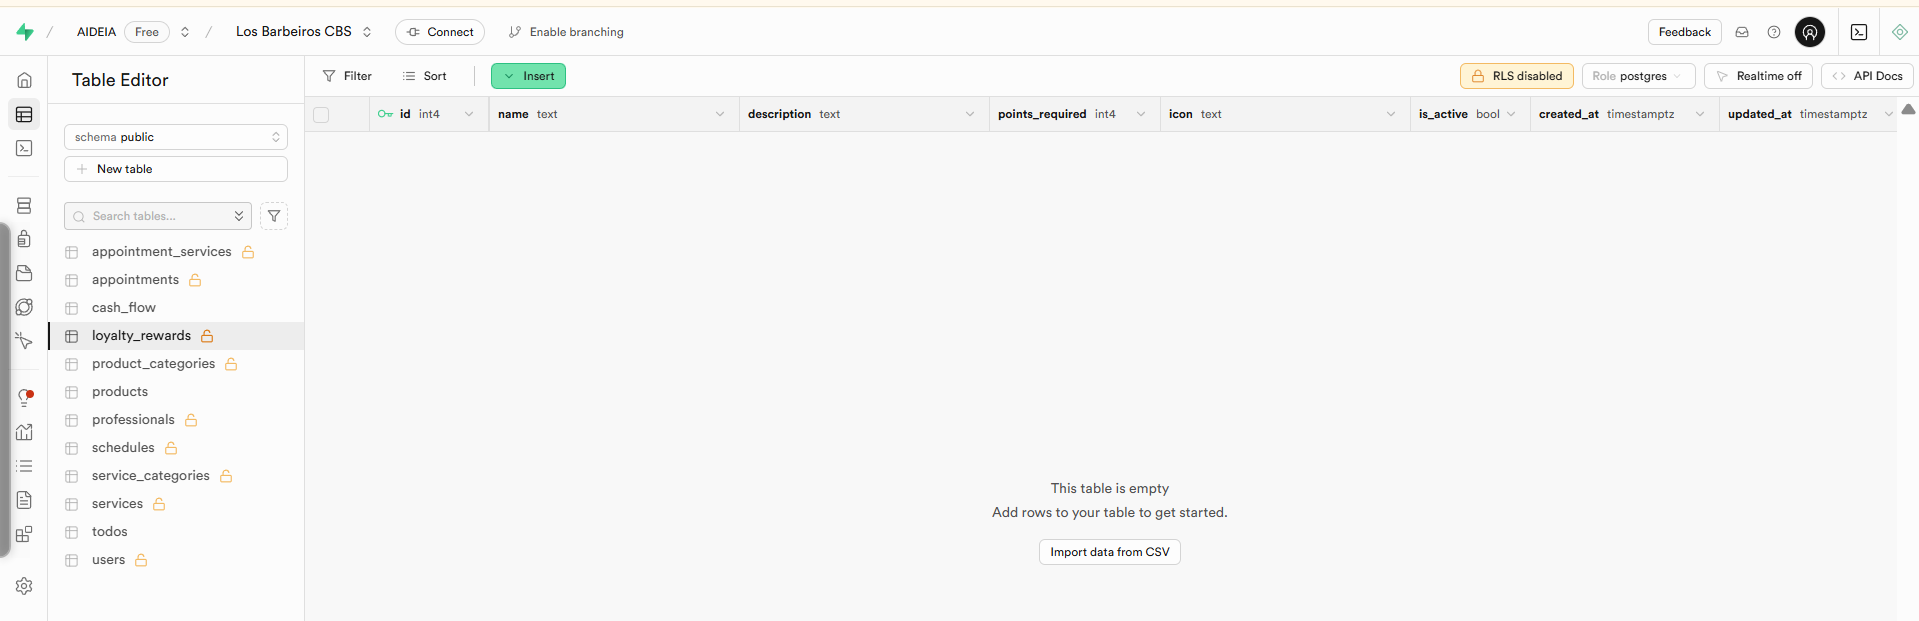 / AIDEIA Free / Los Barbeiros CBS Connect Enable branching Feedback
Table Editor
Filter Sort Insert RLS disabled Role postgres Realtime off API Docs
id int4 name text description text points_required int4 icon text is_active bool created_at timestamptz updated_at timestamptz
schema public
New table
Search tables...
appointment_services
appointments
cash_flow
loyalty_rewards
product_categories
products
professionals
schedules
service_categories
services
todos
users
This table is empty
Add rows to your table to get started.
Import data from CSV